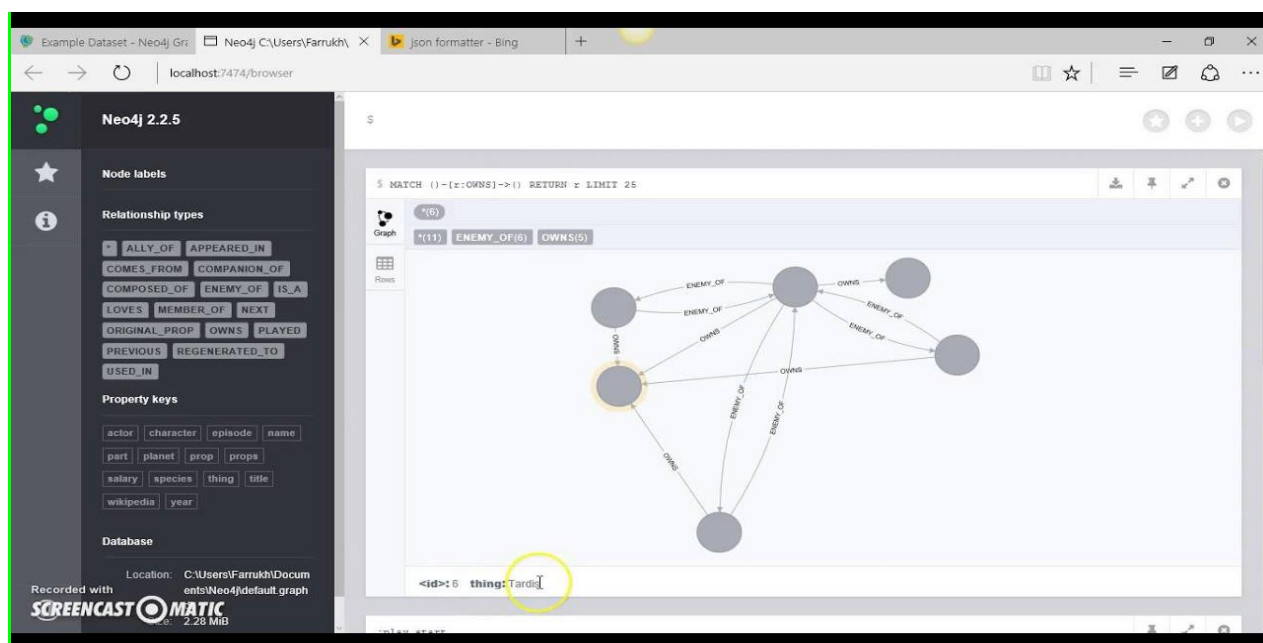 Example Dataset - Neo4j Gra
Neo4j C:\Users\Farrukh\
json formatter - Bing
localhost:7474/browser
Neo4j 2.2.5
$
Node labels
Relationship types
* ALLY_OF APPEARED_IN
COMES_FROM COMPANION_OF
COMPOSED_OF ENEMY_OF IS_A
LOVES MEMBER_OF NEXT
ORIGINAL_PROP OWNS PLAYED
PREVIOUS REGENERATED_TO
USED_IN
Property keys
actor character episode name
part planet prop props
salary species thing title
wikipedia year
Database
Location: C:\Users\Farrukh\Docum
ents\Neo4j\default.graph
2.28 MiB
Recorded with
SCREENCAST MATIC
$ MATCH ()-[r:OWNS]->() RETURN r LIMIT 25
Graph
Rows
*(6)
*(11) ENEMY_OF(6) OWNS(5)
ENEMY_OF
ENEMY_OF
OWNS
OWNS
OWNS
ENEMY_OF
ENEMY_OF
OWNS
ENEMY_OF
ENEMY_OF
OWNS
<id>: 6 thing: Tardis
:play start